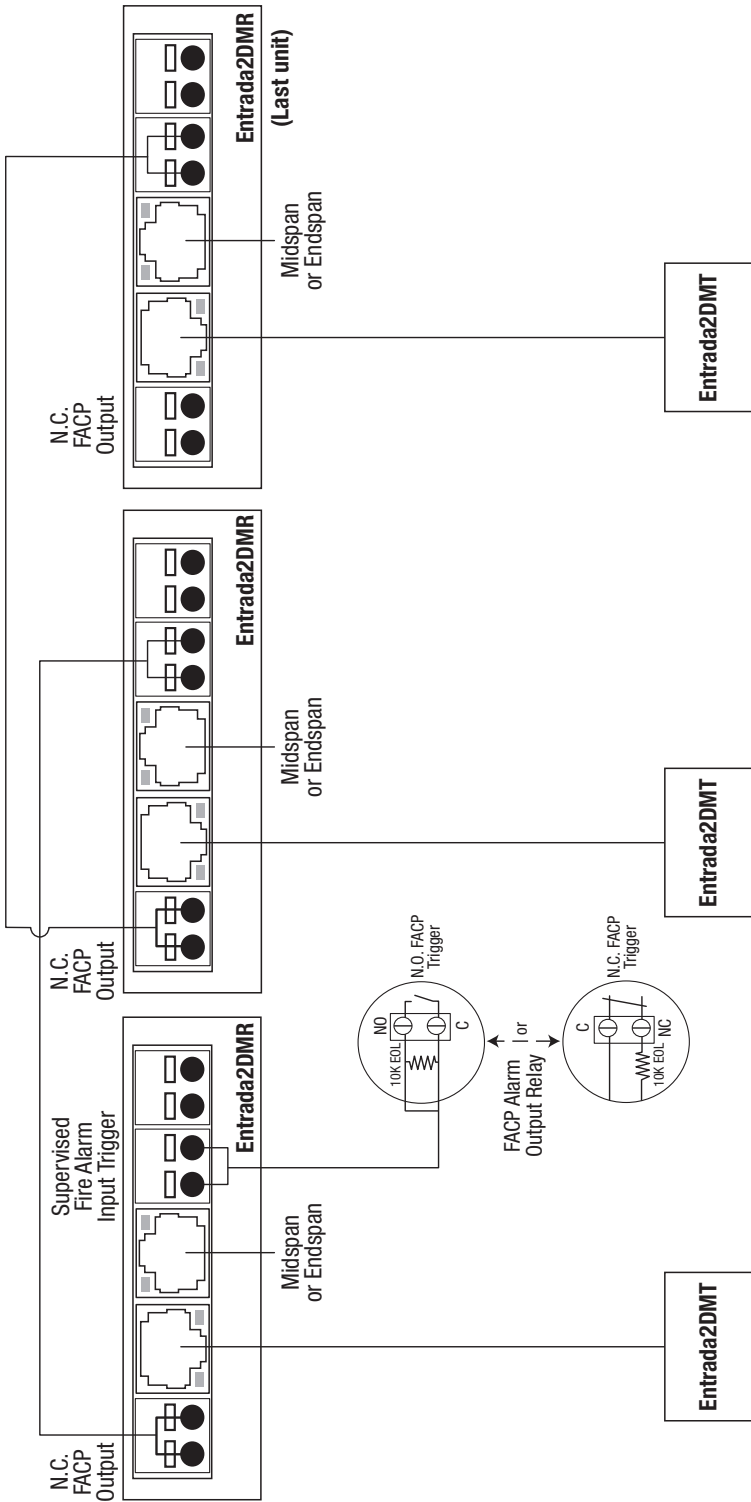 N.C.
FACP
Output
Supervised
Fire Alarm
Input Trigger
Entrada2DMR
Midspan
or Endspan
Entrada2DMT
N.C.
FACP
Output
Entrada2DMR
Midspan
or Endspan
Entrada2DMT
N.C.
FACP
Output
Entrada2DMR
(Last unit)
Midspan
or Endspan
Entrada2DMT
FACP Alarm
Output Relay
or
NO
C
10K EOL
N.O. FACP
Trigger
C
NC
10K EOL
N.C. FACP
Trigger